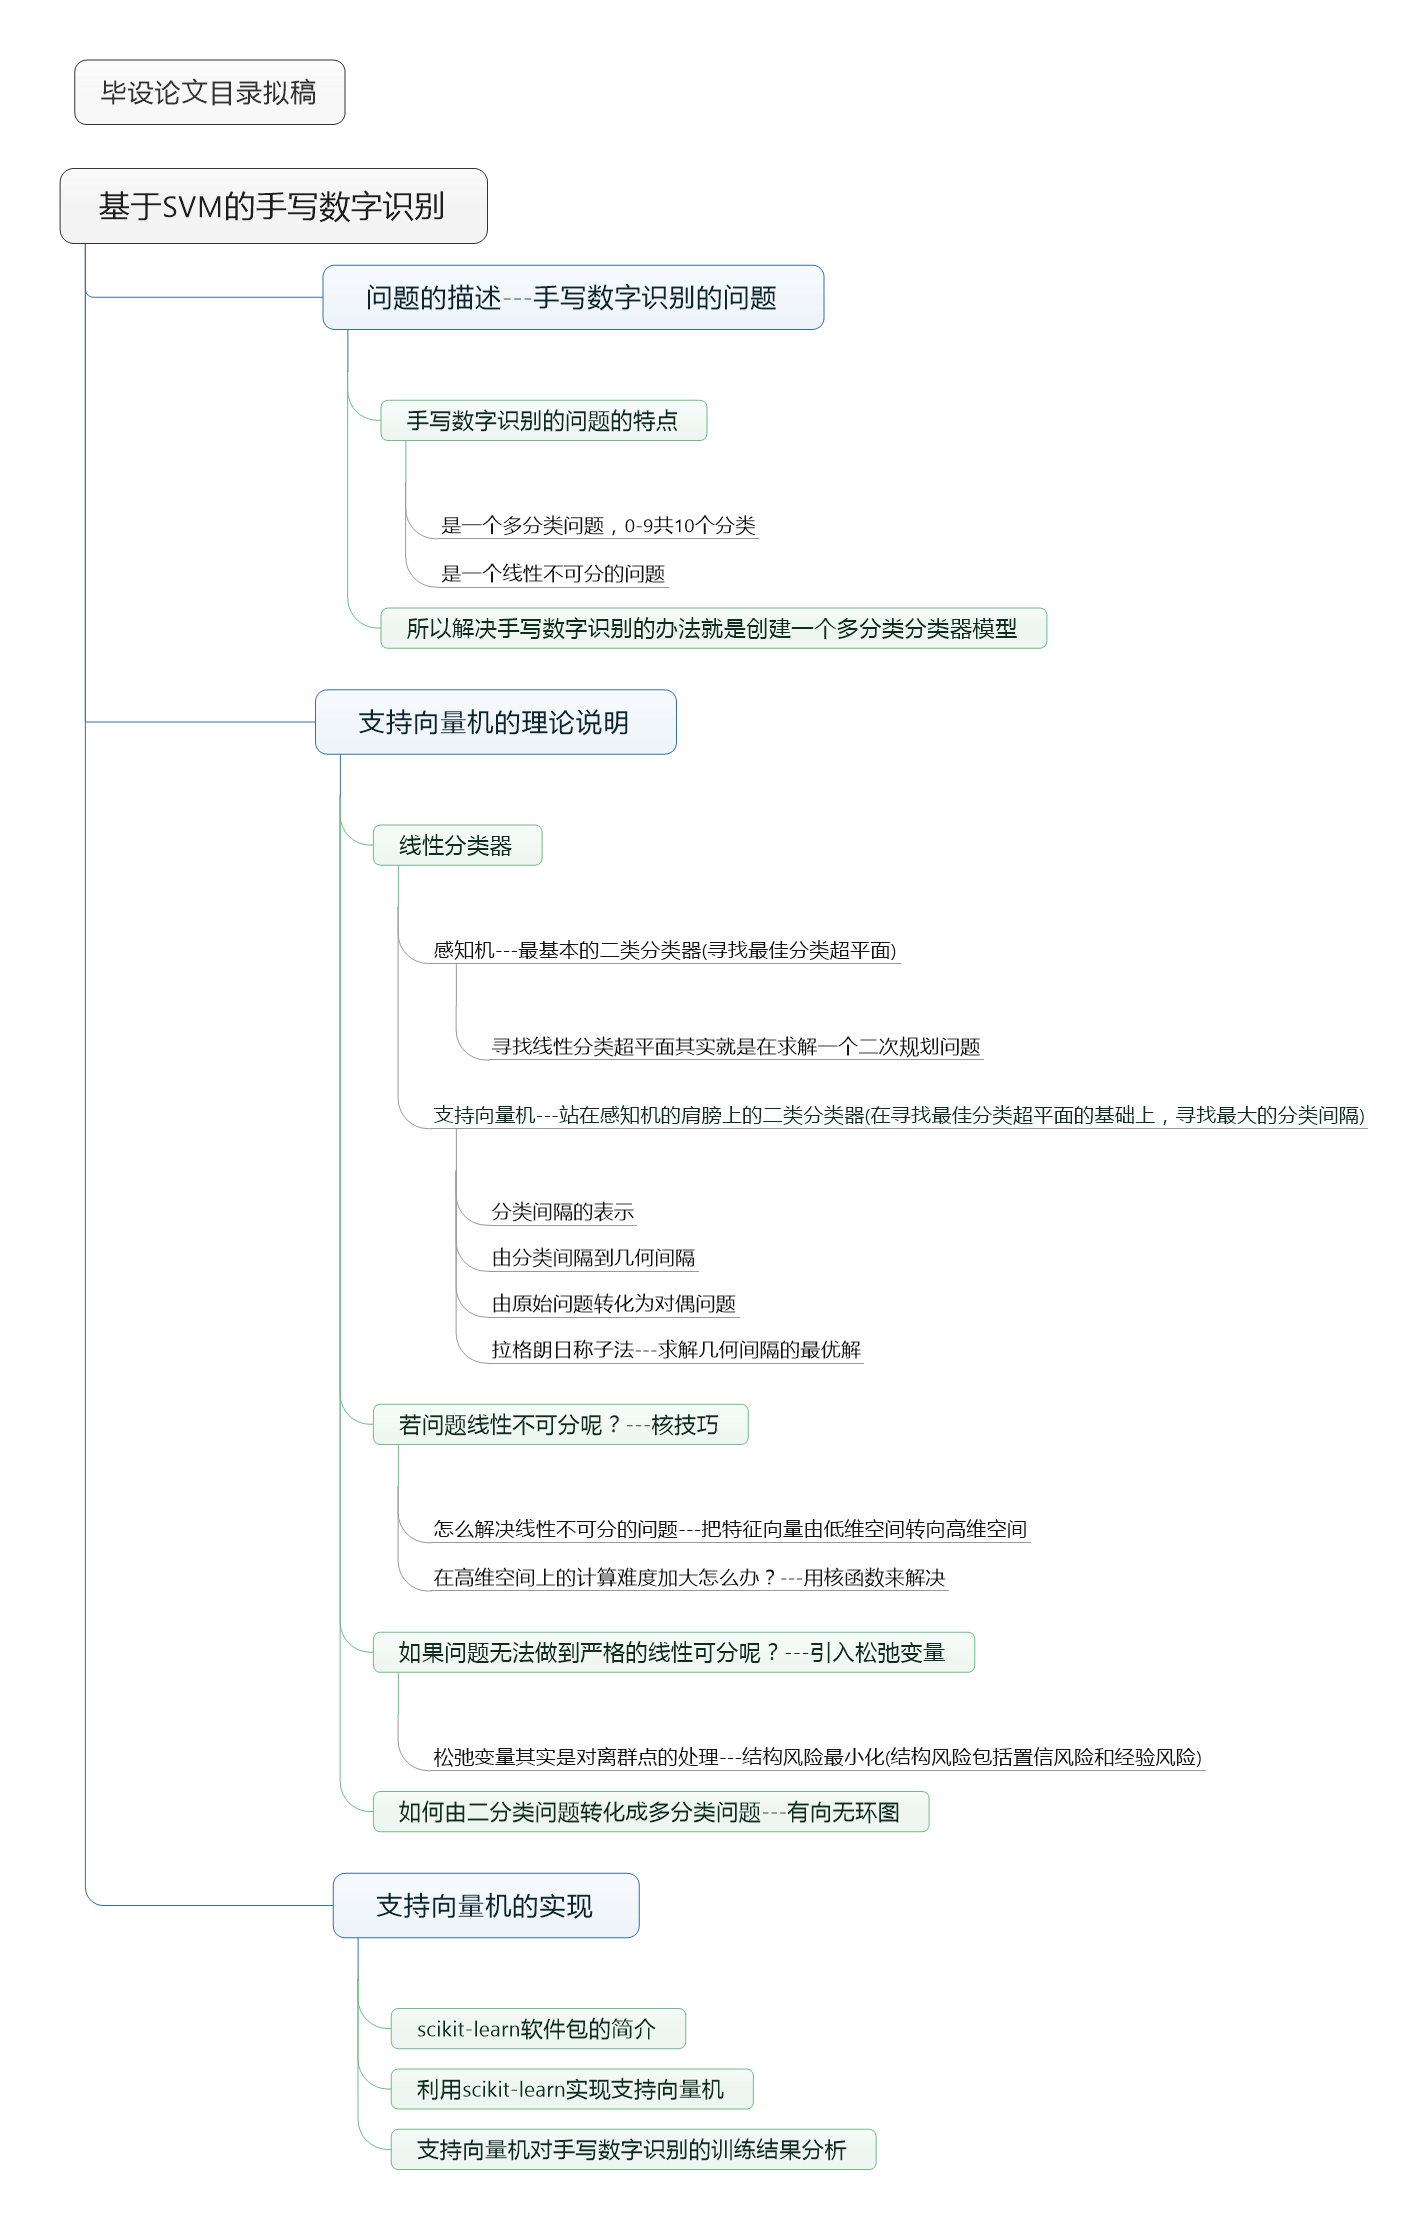 毕设论文目录拟稿
基于SVM的手写数字识别
问题的描述---手写数字识别的问题
手写数字识别的问题的特点
是一个多分类问题，0-9共10个分类
是一个线性不可分的问题
所以解决手写数字识别的办法就是创建一个多分类分类器模型
支持向量机的理论说明
线性分类器
感知机---最基本的二类分类器(寻找最佳分类超平面)
寻找线性分类超平面其实就是在求解一个二次规划问题
支持向量机---站在感知机的肩膀上的二类分类器(在寻找最佳分类超平面的基础上，寻找最大的分类间隔)
分类间隔的表示
由分类间隔到几何间隔
由原始问题转化为对偶问题
拉格朗日称子法---求解几何间隔的最优解
若问题线性不可分呢？---核技巧
怎么解决线性不可分的问题---把特征向量由低维空间转向高维空间
在高维空间上的计算难度加大怎么办？---用核函数来解决
如果问题无法做到严格的线性可分呢？---引入松弛变量
松弛变量其实是对离群点的处理---结构风险最小化(结构风险包括置信风险和经验风险)
如何由二分类问题转化成多分类问题---有向无环图
支持向量机的实现
scikit-learn软件包的简介
利用scikit-learn实现支持向量机
支持向量机对手写数字识别的训练结果分析